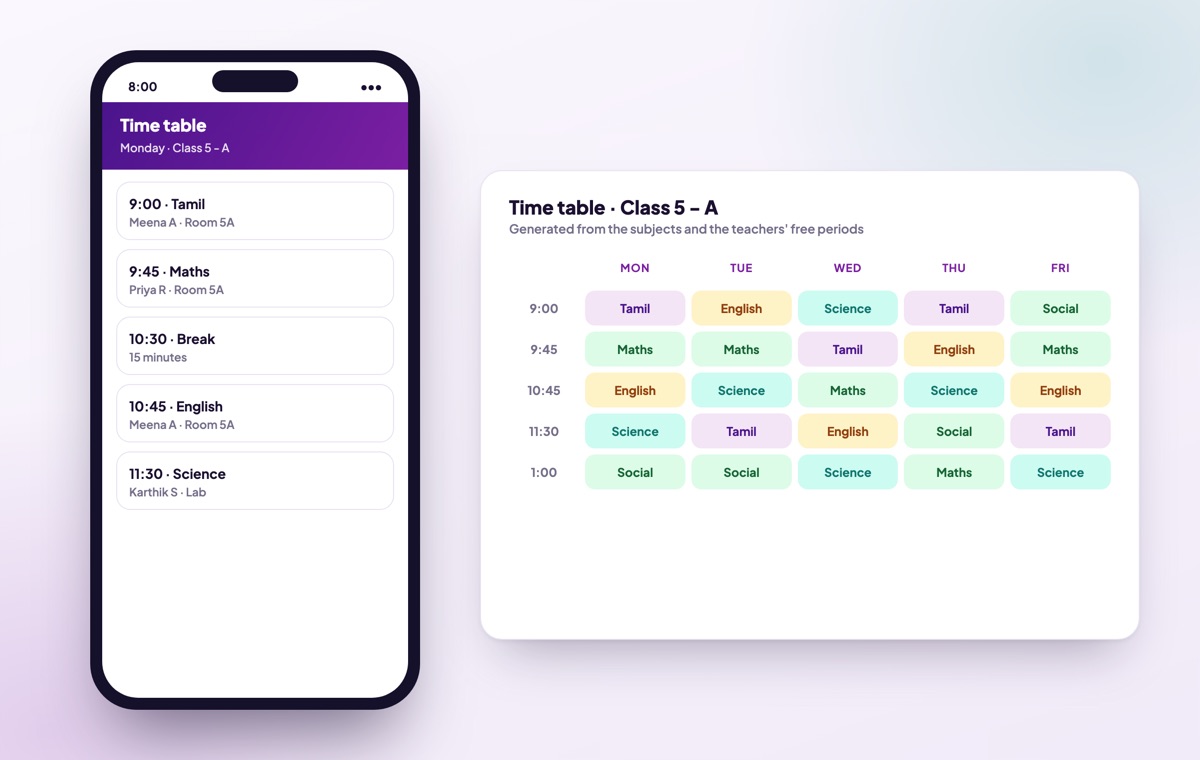 8:00
Time table
Monday · Class 5 – A
9:00 · Tamil
Meena A · Room 5A
9:45 · Maths
Priya R · Room 5A
10:30 · Break
15 minutes
10:45 · English
Meena A · Room 5A
11:30 · Science
Karthik S · Lab
Time table · Class 5 – A
Generated from the subjects and the teachers' free periods
MON TUE WED THU FRI
9:00 Tamil English Science Tamil Social
9:45 Maths Maths Tamil English Maths
10:45 English Science Maths Science English
11:30 Science Tamil English Social Tamil
1:00 Social Social Science Maths Science